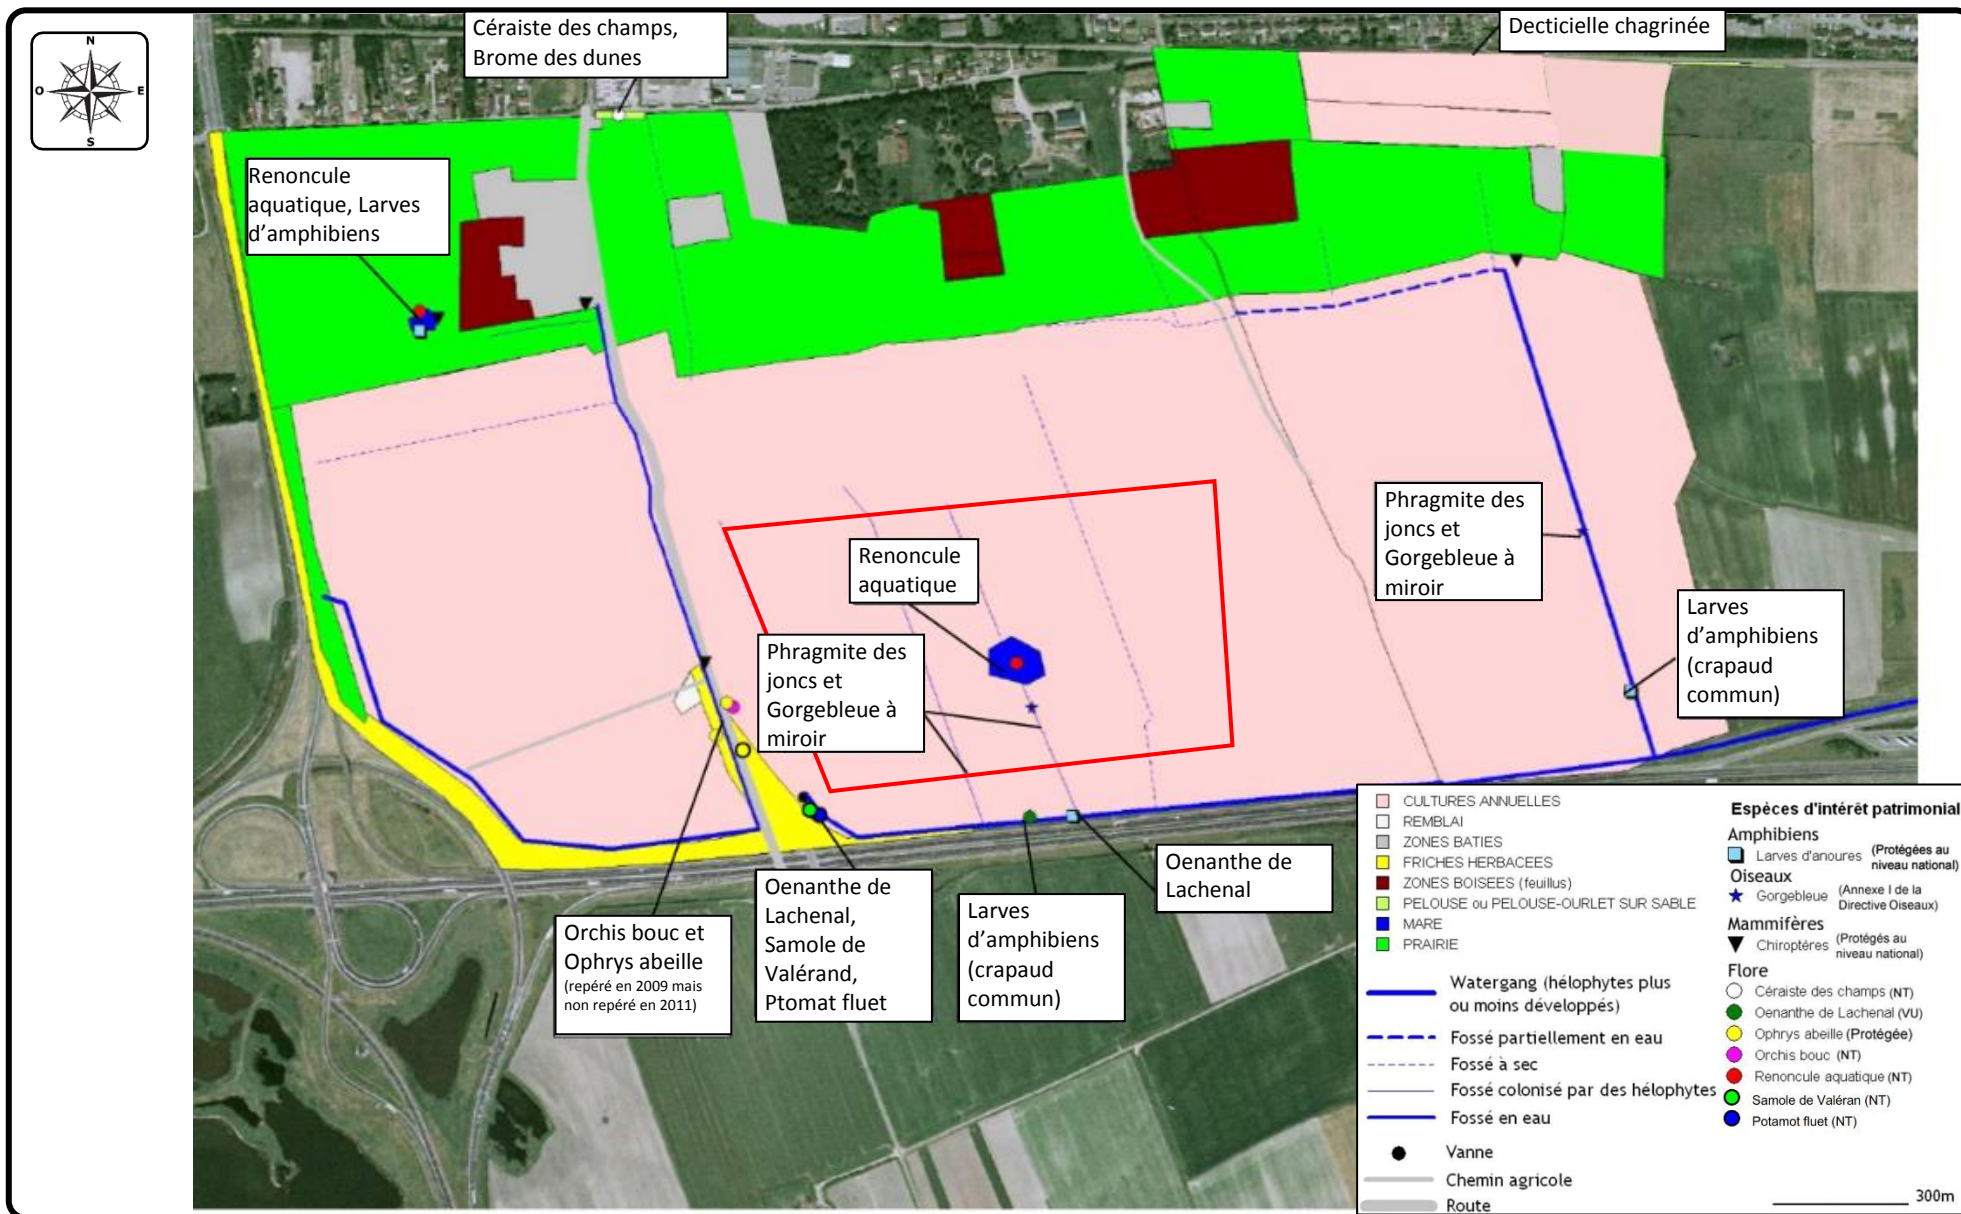 N
O
E
S
Céraiste des champs,
Brome des dunes
Decticielle chagrinée
Renoncule
aquatique, Larves
d'amphibiens
Phragmite des
joncs et
Gorgebleue à
miroir
Renoncule
aquatique
Larves
d'amphibiens
(crapaud
commun)
Phragmite des
joncs et
Gorgebleue à
miroir
Oenanthe de
Lachenal
Orchis bouc et
Ophrys abeille
(repéré en 2009 mais
non repéré en 2011)
Oenanthe de
Lachenal,
Samole de
Valérand,
Ptomat fluet
Larves
d'amphibiens
(crapaud
commun)
CULTURES ANNUELLES
REMBLAI
ZONES BATIES
FRICHES HERBACEES
ZONES BOISEES (feuillus)
PELOUSE ou PELOUSE-OURLET SUR SABLE
MARE
PRAIRIE
Watergang (hélophytes plus
ou moins développés)
Fossé partiellement en eau
Fossé à sec
Fossé colonisé par des hélophytes
Fossé en eau
Vanne
Chemin agricole
Route
Espèces d'intérêt patrimonial
Amphibiens
Larves d'anoures (Protégées au
niveau national)
Oiseaux
Gorgebleue (Annexe I de la
Directive Oiseaux)
Mammifères
Chiroptères (Protégés au
niveau national)
Flore
Céraiste des champs (NT)
Oenanthe de Lachenal (VU)
Ophrys abeille (Protégée)
Orchis bouc (NT)
Renoncule aquatique (NT)
Samole de Valéran (NT)
Potamot fluet (NT)
300m